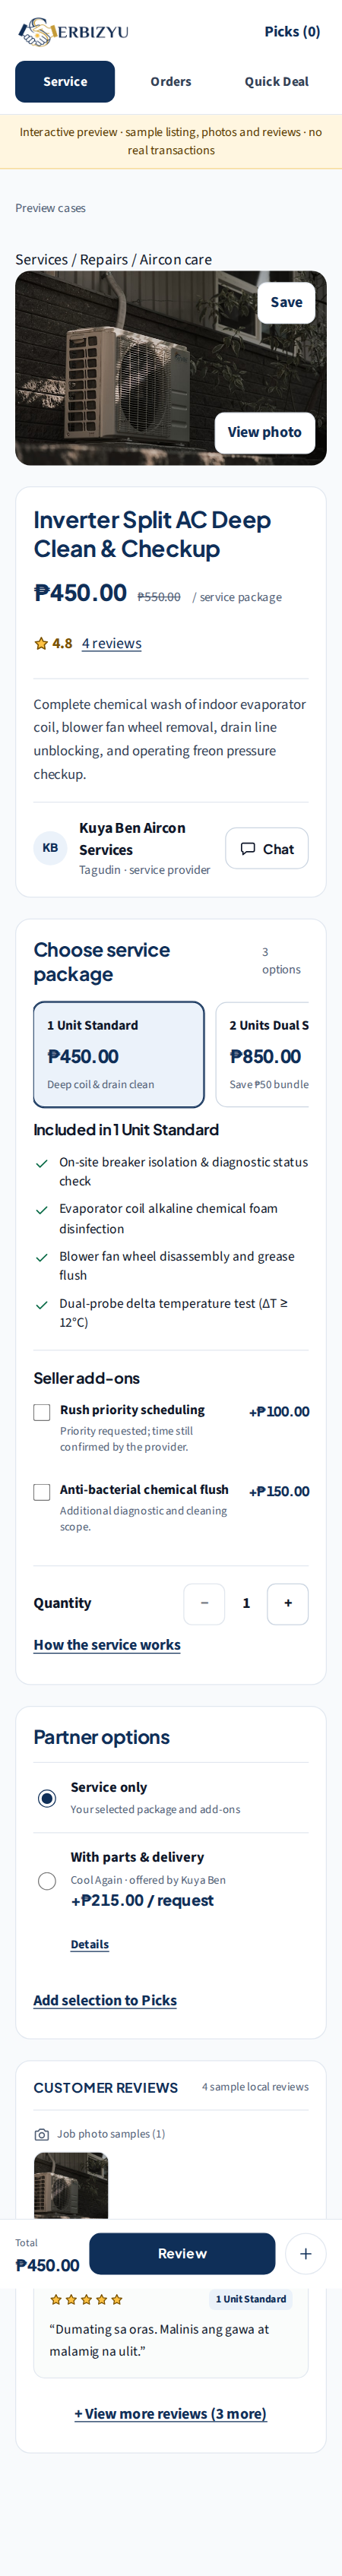 ERBIZYU
Picks (0)
Service
Orders
Quick Deal
Interactive preview · sample listing, photos and reviews · no
real transactions
Preview cases
Services / Repairs / Aircon care
Save
View photo
Inverter Split AC Deep
Clean & Checkup
₱450.00 ₱550.00 / service package
4.8 4 reviews
Complete chemical wash of indoor evaporator
coil, blower fan wheel removal, drain line
unblocking, and operating freon pressure
checkup.
KB
Kuya Ben Aircon
Services
Tagudin · service provider
Chat
Choose service
package
3
options
1 Unit Standard
₱450.00
Deep coil & drain clean
2 Units Dual S
₱850.00
Save ₱50 bundle
Included in 1 Unit Standard
On-site breaker isolation & diagnostic status
check
Evaporator coil alkaline chemical foam
disinfection
Blower fan wheel disassembly and grease
flush
Dual-probe delta temperature test (ΔT ≥
12°C)
Seller add-ons
Rush priority scheduling
+₱100.00
Priority requested; time still
confirmed by the provider.
Anti-bacterial chemical flush
+₱150.00
Additional diagnostic and cleaning
scope.
Quantity
− 1 +
How the service works
Partner options
Service only
Your selected package and add-ons
With parts & delivery
Cool Again · offered by Kuya Ben
+₱215.00 / request
Details
Add selection to Picks
CUSTOMER REVIEWS
4 sample local reviews
Job photo samples (1)
Total
₱450.00
Review
+
1 Unit Standard
“Dumating sa oras. Malinis ang gawa at
malamig na ulit.”
+ View more reviews (3 more)